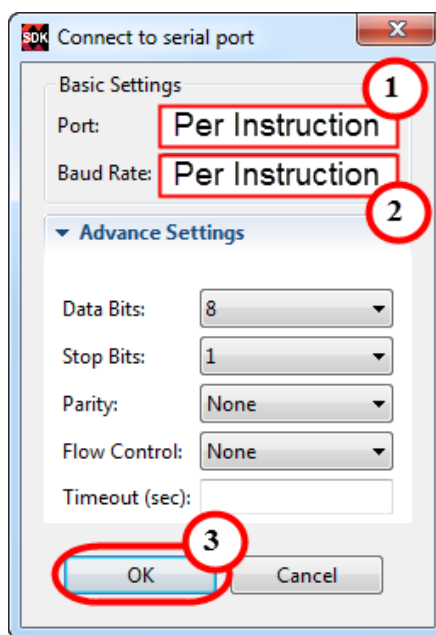 SDK Connect to serial port
X
Basic Settings
1
Port: Per Instruction
Baud Rate: Per Instruction
2
Advance Settings
Data Bits: 8
Stop Bits: 1
Parity: None
Flow Control: None
Timeout (sec):
3
OK Cancel